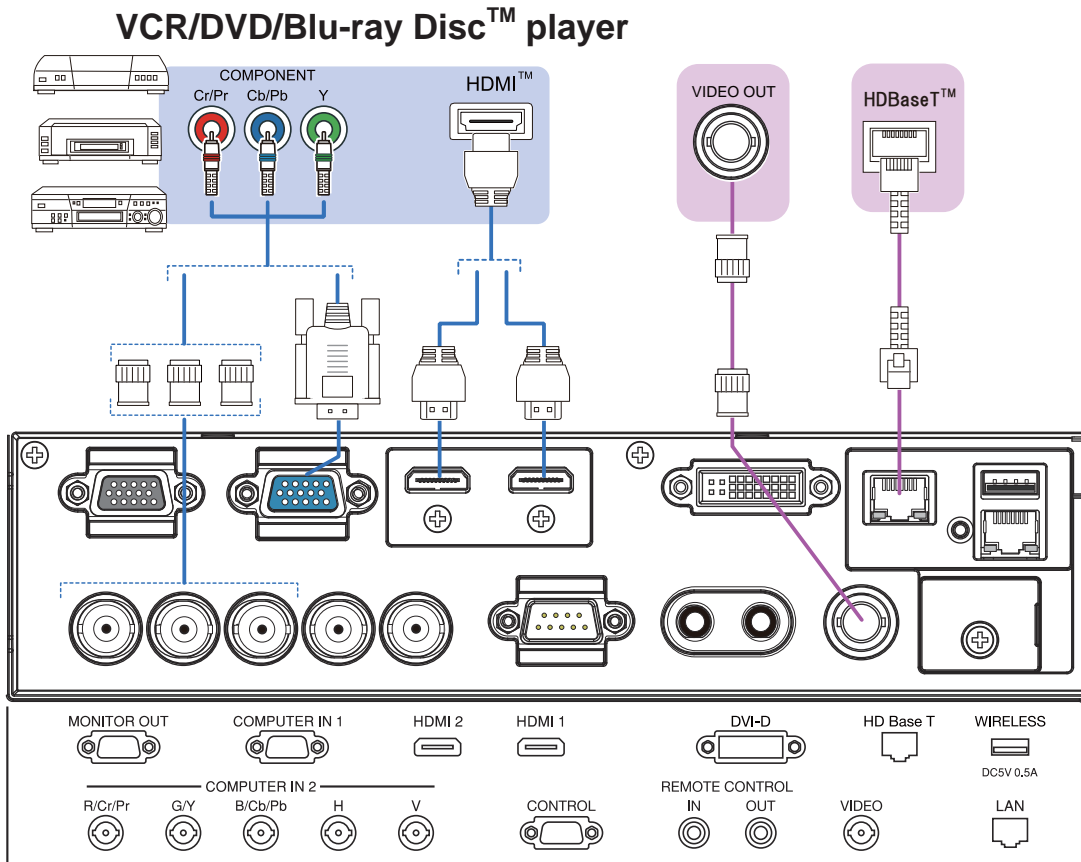 VCR/DVD/Blu-ray Disc™ player
COMPONENT
Cr/Pr Cb/Pb Y
HDMI™
VIDEO OUT
HDBaseT™
MONITOR OUT COMPUTER IN 1 HDMI 2 HDMI 1 DVI-D HD Base T WIRELESS
DC5V 0.5A
COMPUTER IN 2 REMOTE CONTROL
R/Cr/Pr G/Y B/Cb/Pb H V CONTROL IN OUT VIDEO LAN